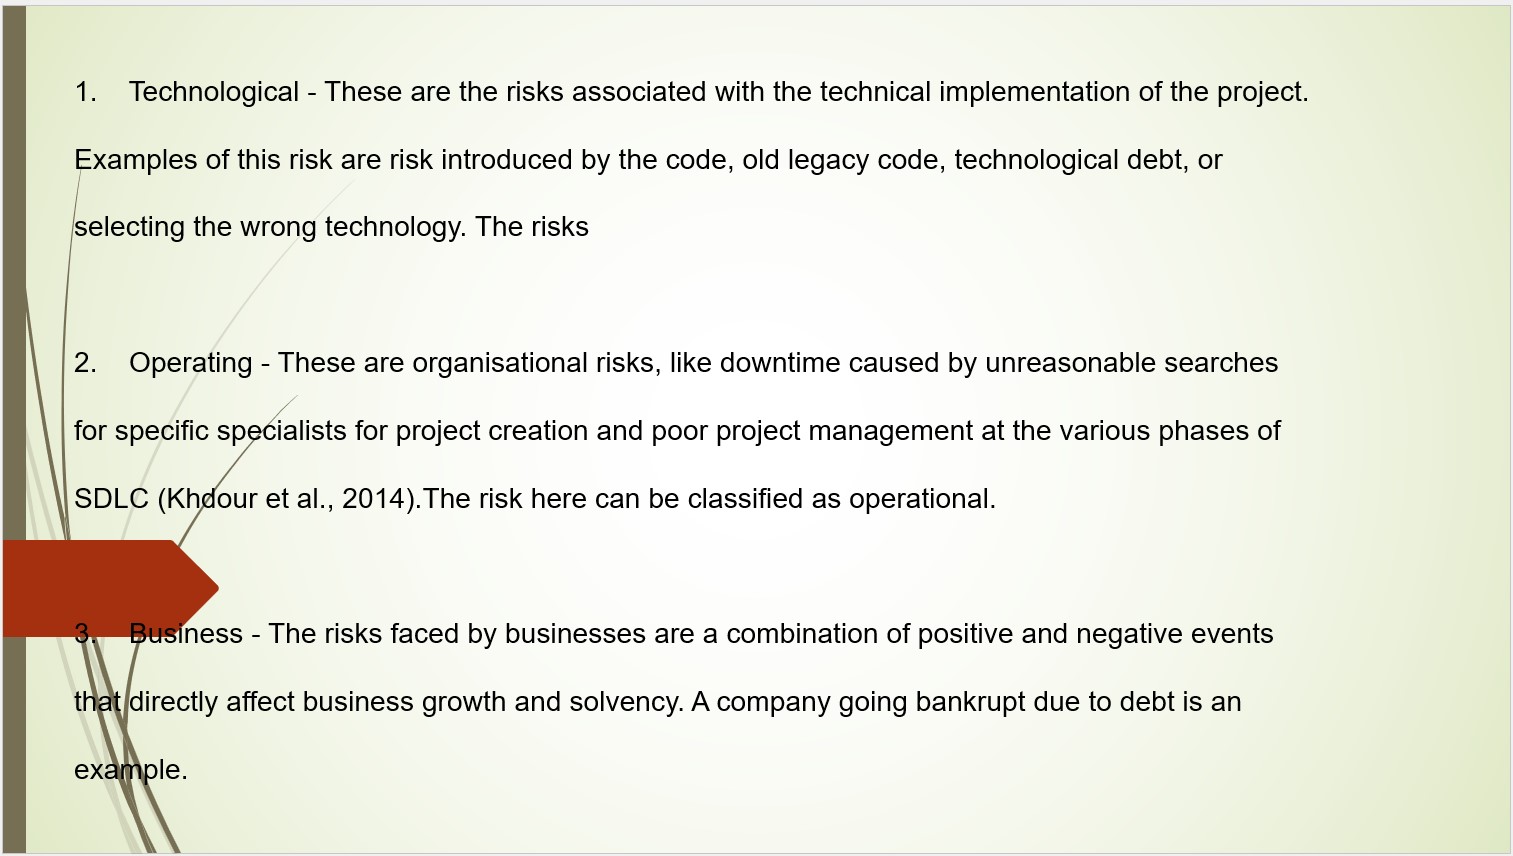 1. Technological - These are the risks associated with the technical implementation of the project.
Examples of this risk are risk introduced by the code, old legacy code, technological debt, or
selecting the wrong technology. The risks
2. Operating - These are organisational risks, like downtime caused by unreasonable searches
for specific specialists for project creation and poor project management at the various phases of
SDLC (Khdour et al., 2014).The risk here can be classified as operational.
3. Business - The risks faced by businesses are a combination of positive and negative events
that directly affect business growth and solvency. A company going bankrupt due to debt is an
example.